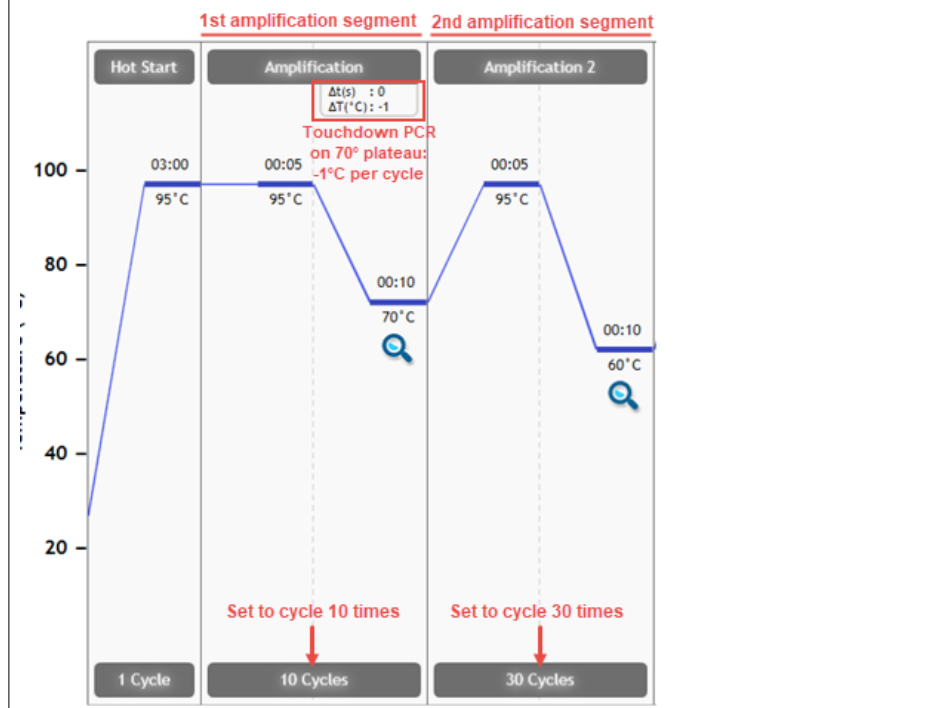 1st amplification segment
2nd amplification segment
Hot Start
Amplification
Amplification 2
Δt(s) : 0
ΔT(°C): -1
Touchdown PCR
on 70° plateau:
-1°C per cycle
100
80
60
40
20
03:00
95°C
00:05
95°C
00:10
70°C
00:05
95°C
00:10
60°C
Set to cycle 10 times
Set to cycle 30 times
1 Cycle
10 Cycles
30 Cycles